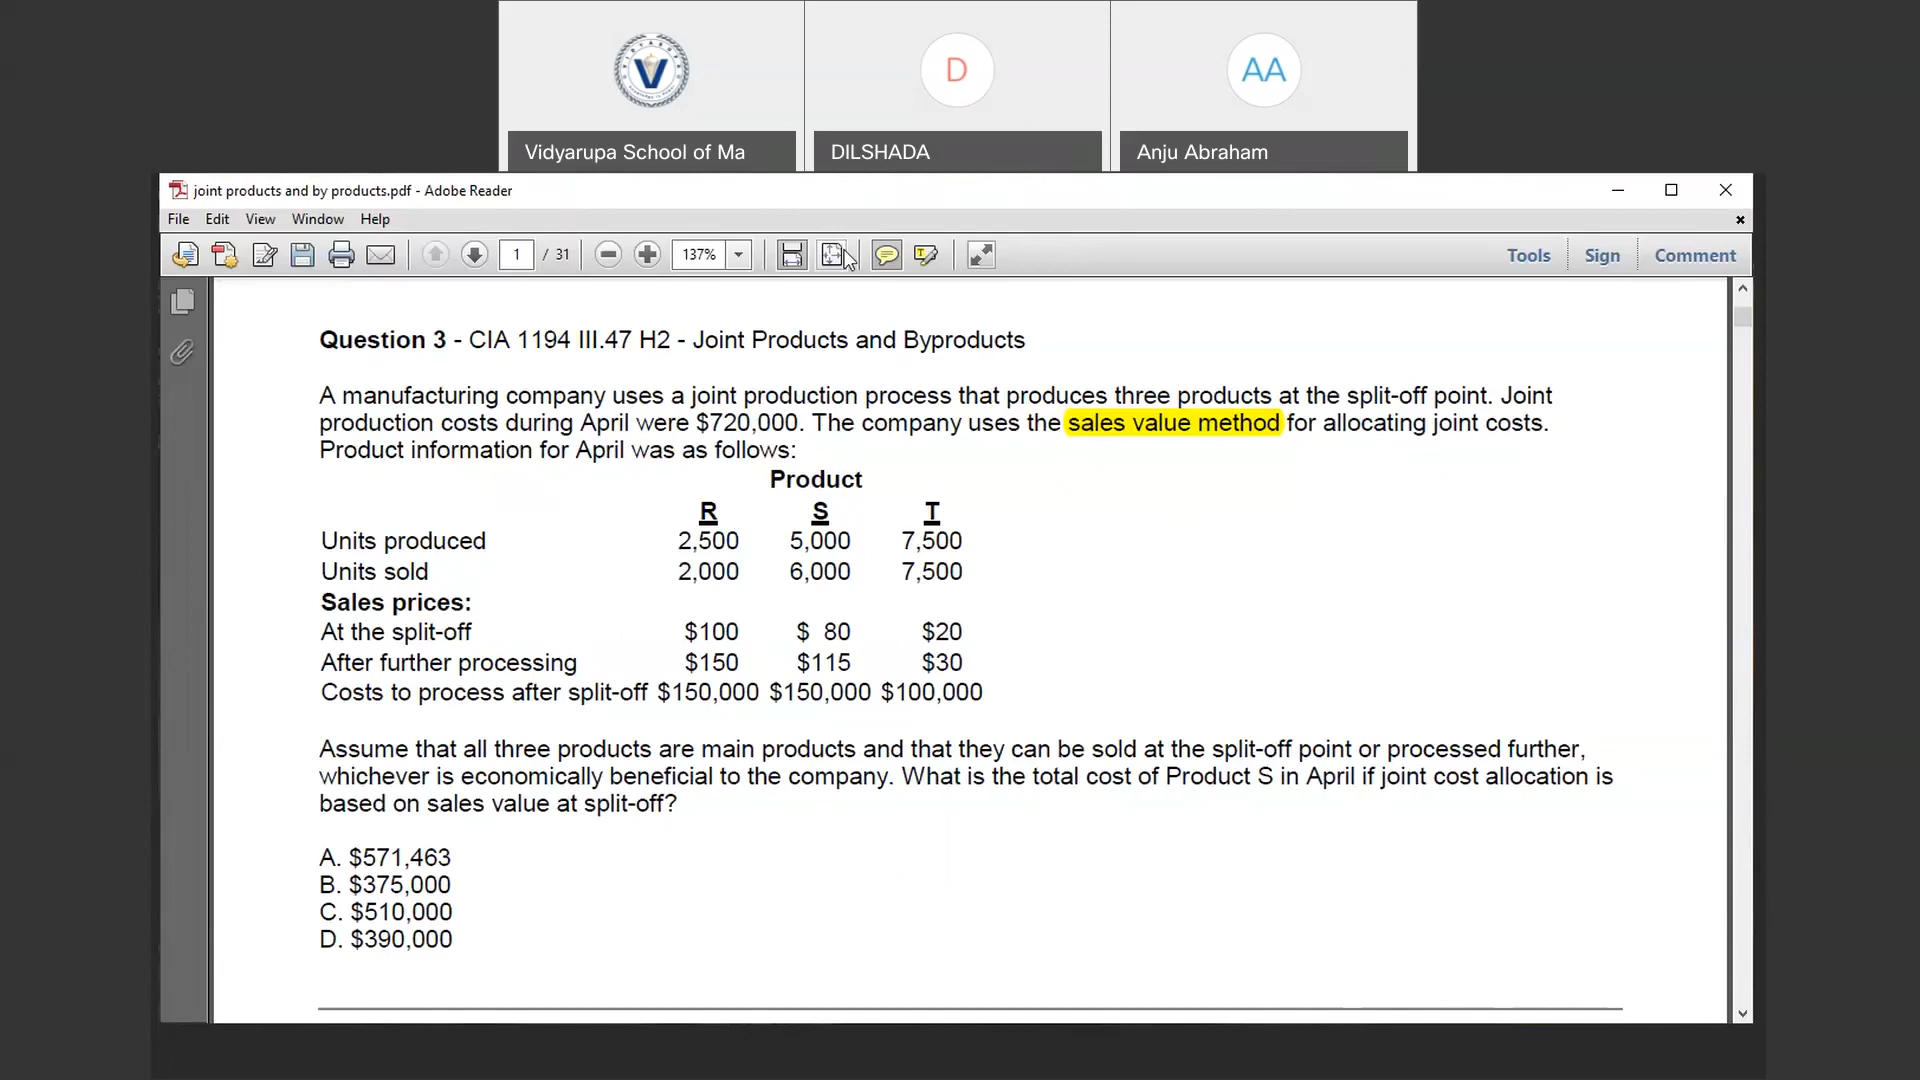 V
D
AA
Vidyarupa School of Ma
DILSHADA
Anju Abraham
joint products and by products.pdf - Adobe Reader
File Edit View Window Help
1 / 31
137%
Tools Sign Comment
Question 3 - CIA 1194 III.47 H2 - Joint Products and Byproducts
A manufacturing company uses a joint production process that produces three products at the split-off point. Joint
production costs during April were $720,000. The company uses the sales value method for allocating joint costs.
Product information for April was as follows:
Product
R S T
Units produced 2,500 5,000 7,500
Units sold 2,000 6,000 7,500
Sales prices:
At the split-off $100 $ 80 $20
After further processing $150 $115 $30
Costs to process after split-off $150,000 $150,000 $100,000
Assume that all three products are main products and that they can be sold at the split-off point or processed further,
whichever is economically beneficial to the company. What is the total cost of Product S in April if joint cost allocation is
based on sales value at split-off?
A. $571,463
B. $375,000
C. $510,000
D. $390,000